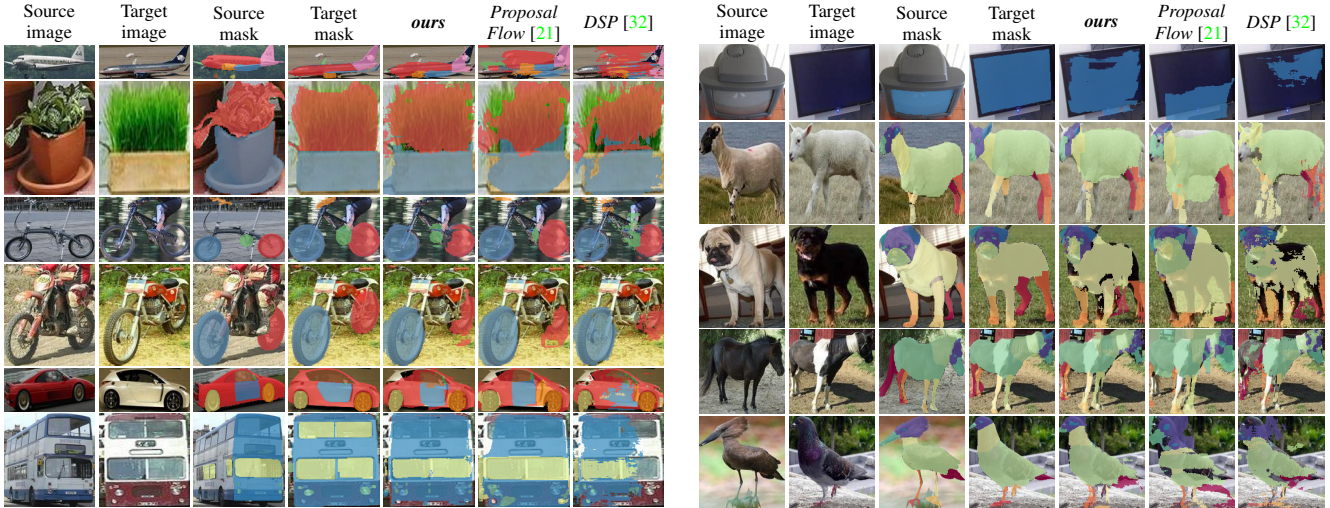 Source image
Target image
Source mask
Target mask
ours
Proposal Flow [21]
DSP [32]
Source image
Target image
Source mask
Target mask
ours
Proposal Flow [21]
DSP [32]